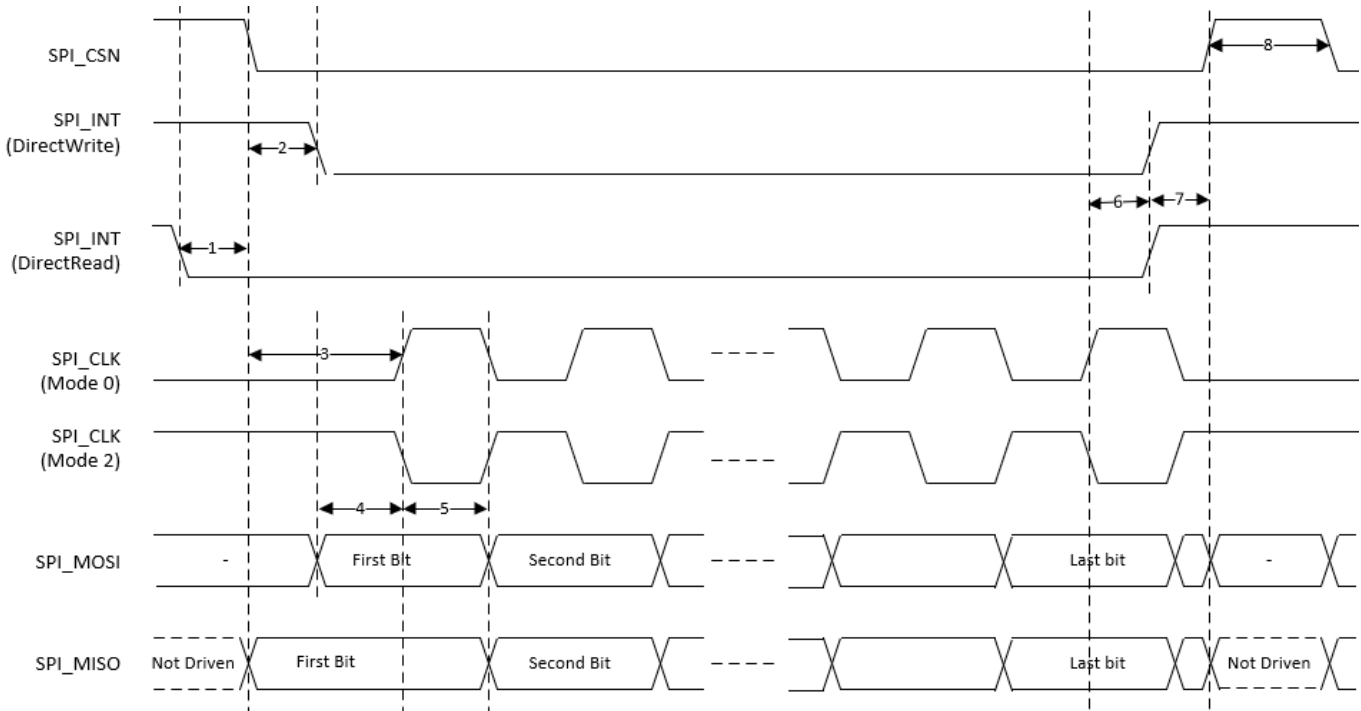 SPI_CSN
8
SPI_INT
(DirectWrite)
2
6
7
SPI_INT
(DirectRead)
1
SPI_CLK
(Mode 0)
3
SPI_CLK
(Mode 2)
4
5
SPI_MOSI
-
First Bit
Second Bit
Last bit
-
SPI_MISO
Not Driven
First Bit
Second Bit
Last bit
Not Driven